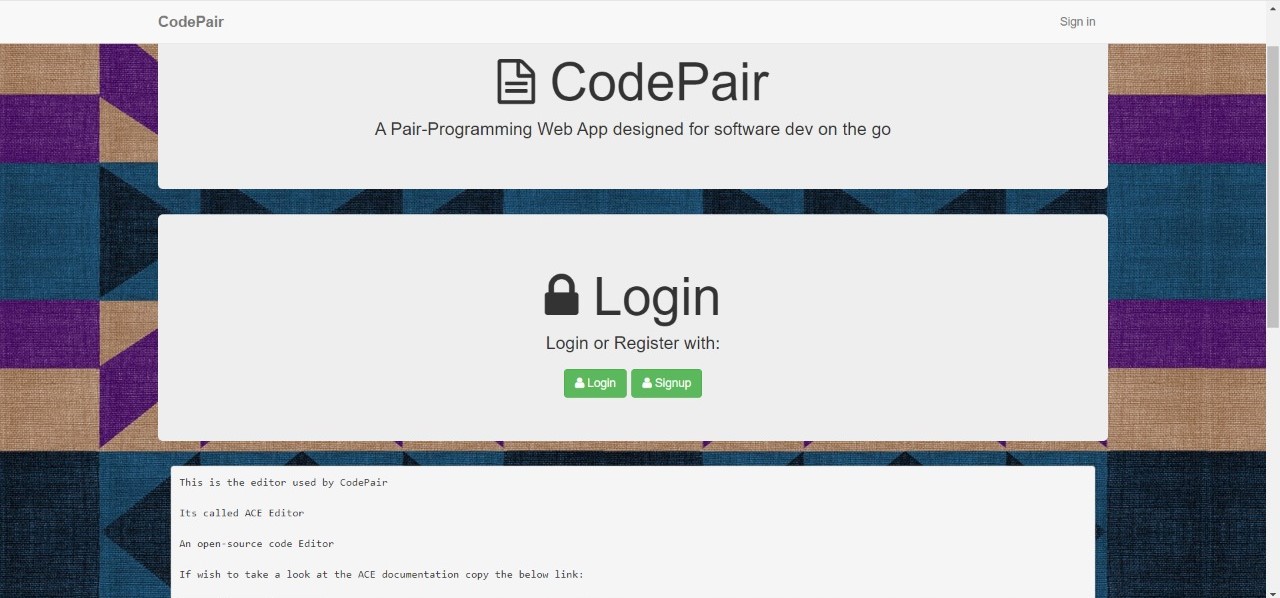 CodePair
Sign in
CodePair
A Pair-Programming Web App designed for software dev on the go
Login
Login or Register with:
Login Signup
This is the editor used by CodePair
Its called ACE Editor
An open-source code Editor
If wish to take a look at the ACE documentation copy the below link: